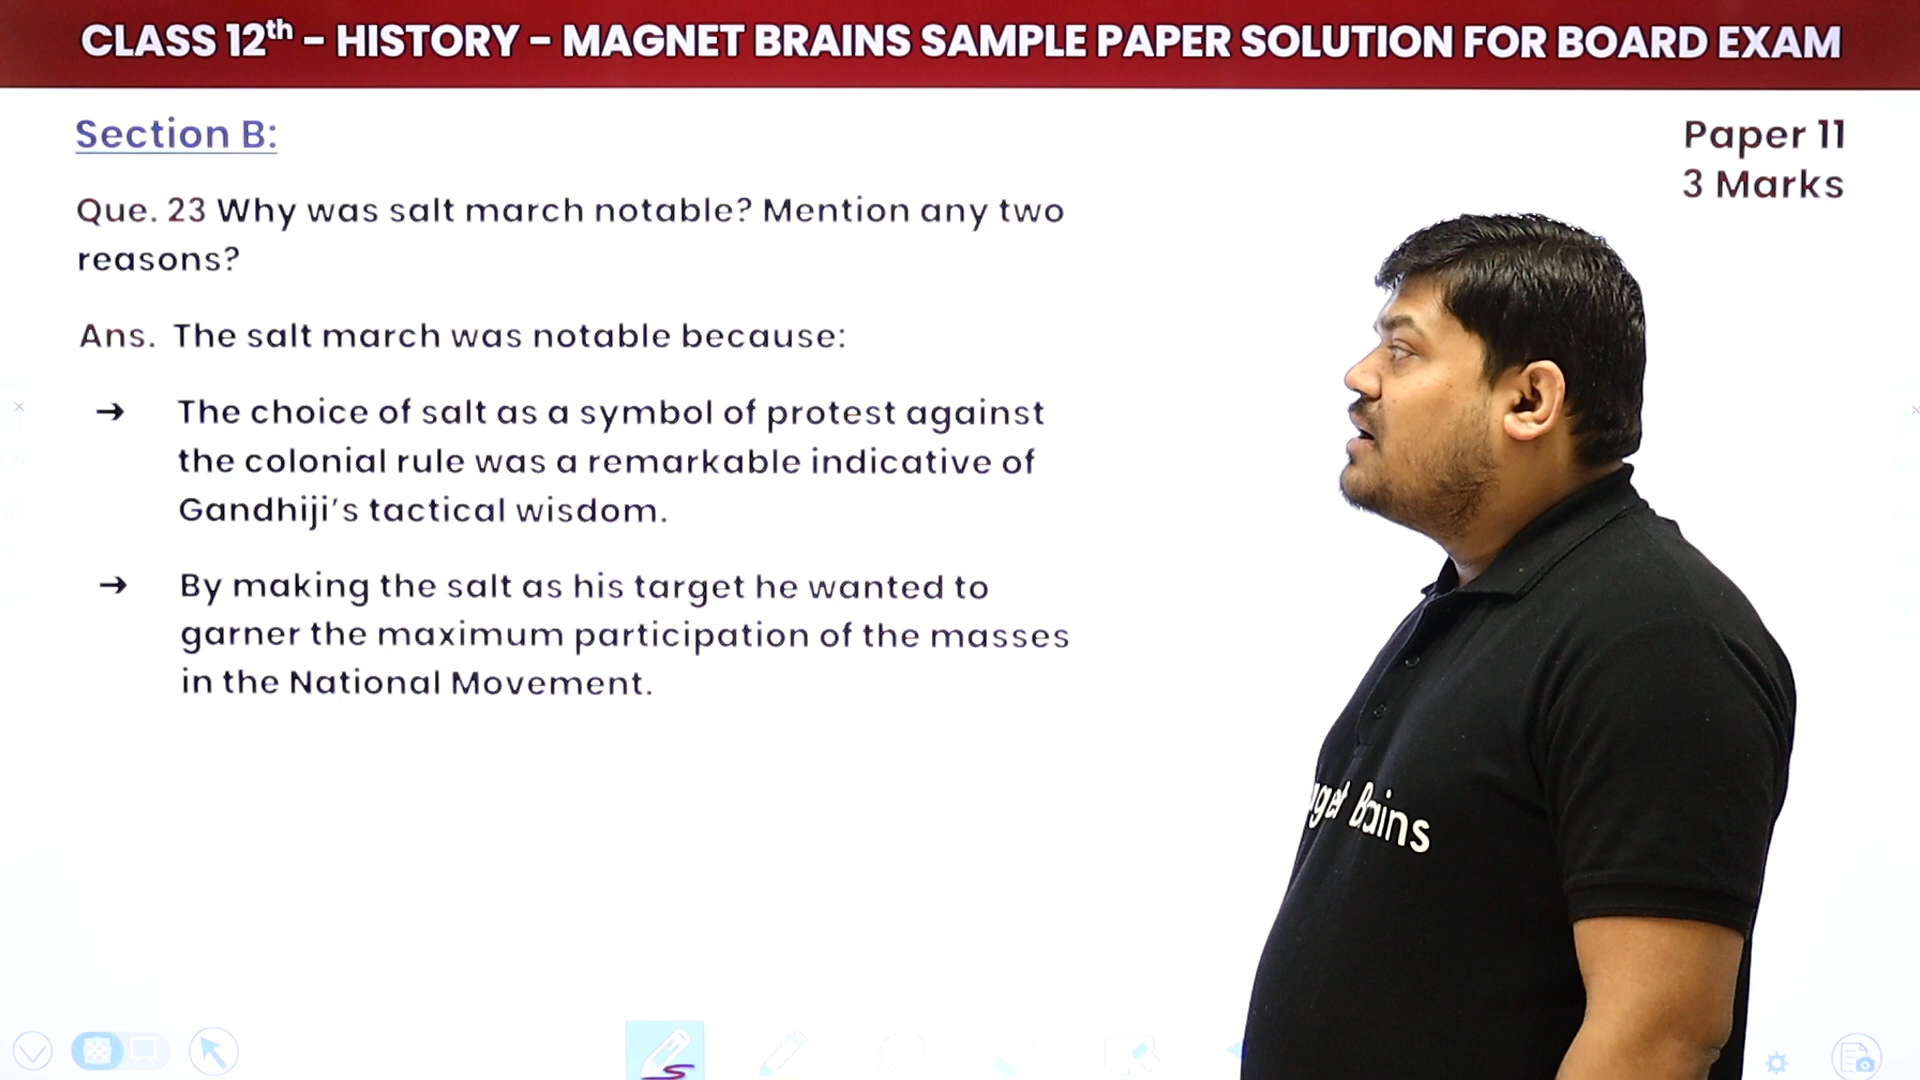 CLASS 12th - HISTORY - MAGNET BRAINS SAMPLE PAPER SOLUTION FOR BOARD EXAM
Section B:
Paper 11
3 Marks
Que. 23 Why was salt march notable? Mention any two
reasons?
Ans. The salt march was notable because:
→ The choice of salt as a symbol of protest against
the colonial rule was a remarkable indicative of
Gandhiji's tactical wisdom.
→ By making the salt as his target he wanted to
garner the maximum participation of the masses
in the National Movement.
Brains